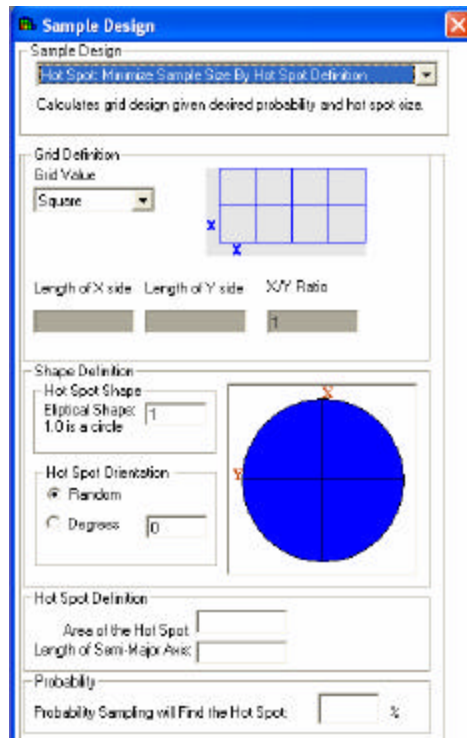 Sample Design
Sample Design
Hot Spot: Minimize Sample Size By Hot Spot Definition
Calculates grid design given desired probability and hot spot size.
Grid Definition
Grid Value
Square
X
X
Length of X side Length of Y side X/Y Ratio
1
Shape Definition
Hot Spot Shape
Eliptical Shape: 1
1.0 is a circle
X
Y
Hot Spot Orientation
Random
Degrees 0
Hot Spot Definition
Area of the Hot Spot:
Length of Semi-Major Axis:
Probability
Probability Sampling will Find the Hot Spot: %